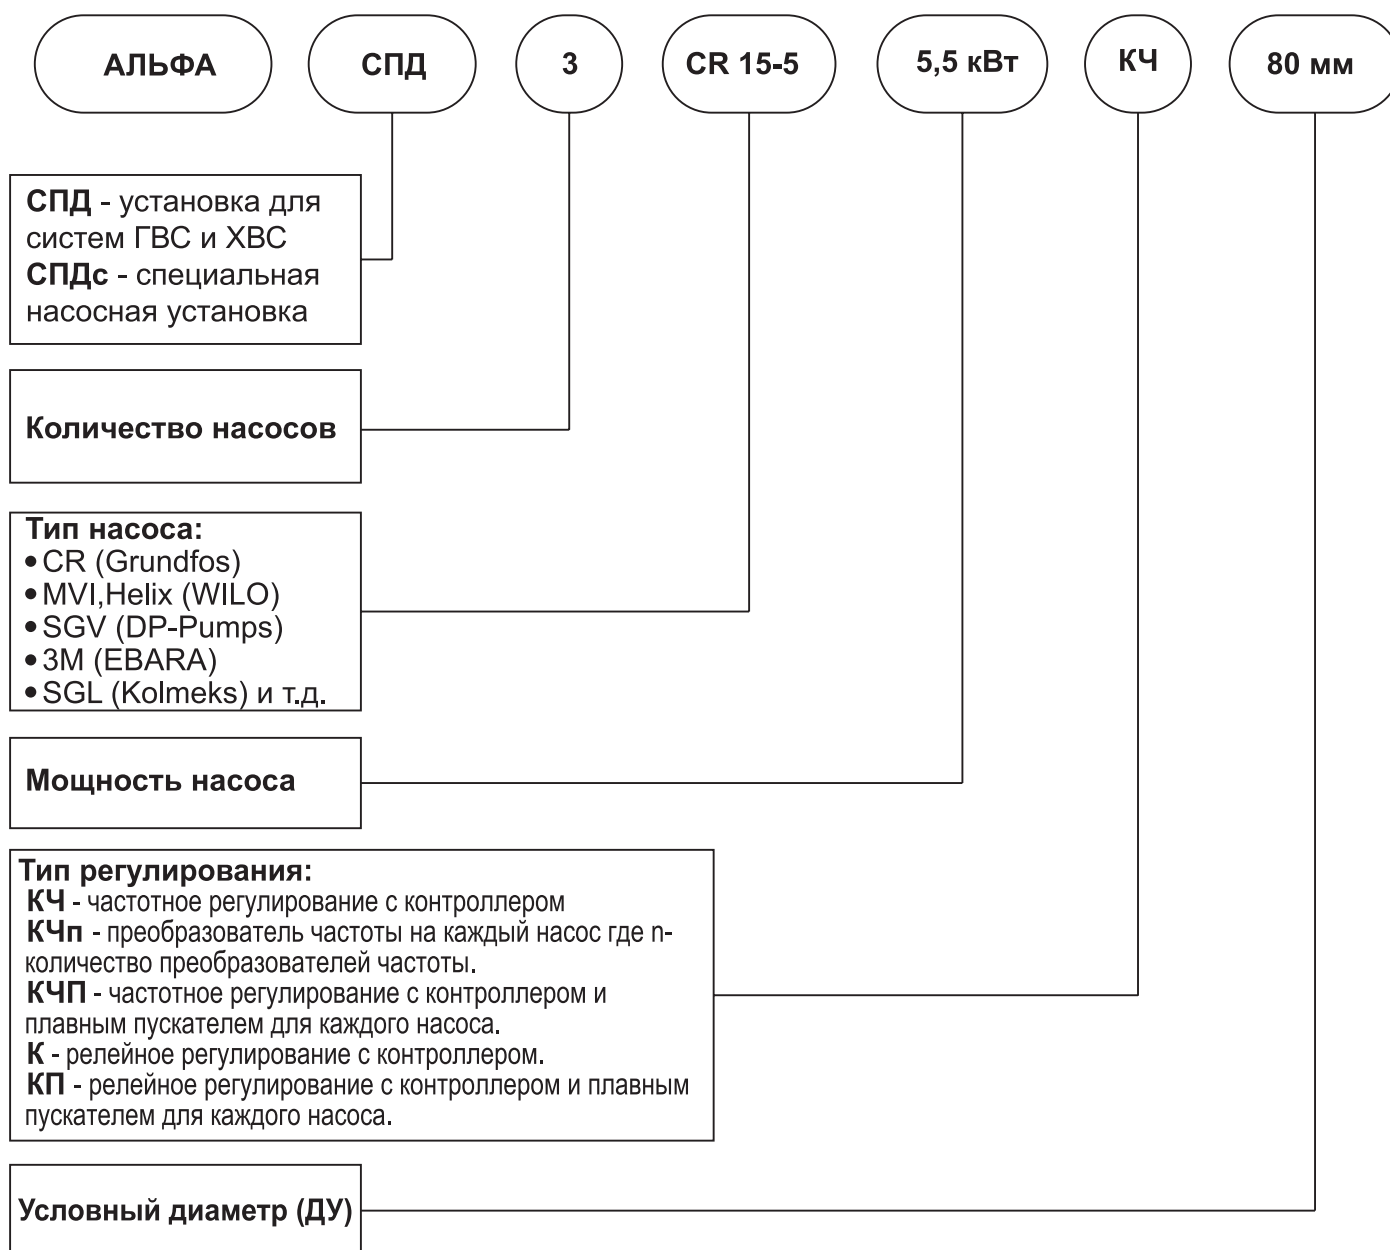 АЛЬФА СПД 3 CR 15-5 5,5 кВт КЧ 80 мм
СПД - установка для
систем ГВС и ХВС
СПДс - специальная
насосная установка
Количество насосов
Тип насоса:
• CR (Grundfos)
• MVI,Helix (WILO)
• SGV (DP-Pumps)
• 3M (EBARA)
• SGL (Kolmeks) и т.д.
Мощность насоса
Тип регулирования:
КЧ - частотное регулирование с контроллером
КЧп - преобразователь частоты на каждый насос где n-
количество преобразователей частоты.
КЧП - частотное регулирование с контроллером и
плавным пускателем для каждого насоса.
К - релейное регулирование с контроллером.
КП - релейное регулирование с контроллером и плавным
пускателем для каждого насоса.
Условный диаметр (ДУ)